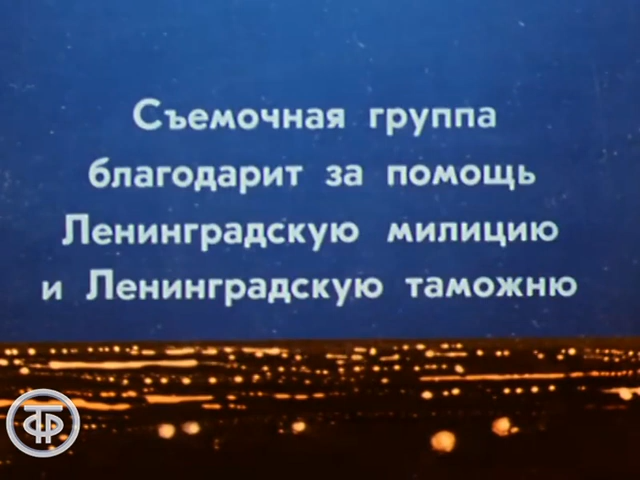 Съемочная группа
благодарит за помощь
Ленинградскую милицию
и Ленинградскую таможню